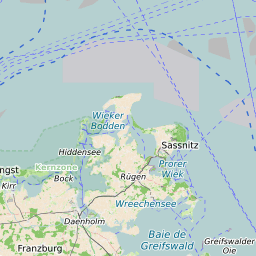 Wieker
Bodden
Sassnitz
Hiddensee
Prorer
Wiek
Kernzone
ngst
Bock
Kirr
Rügen
Wreechensee
Daenholm
Baie de
Greifswald
Greifswalder
Oie
Franzburg